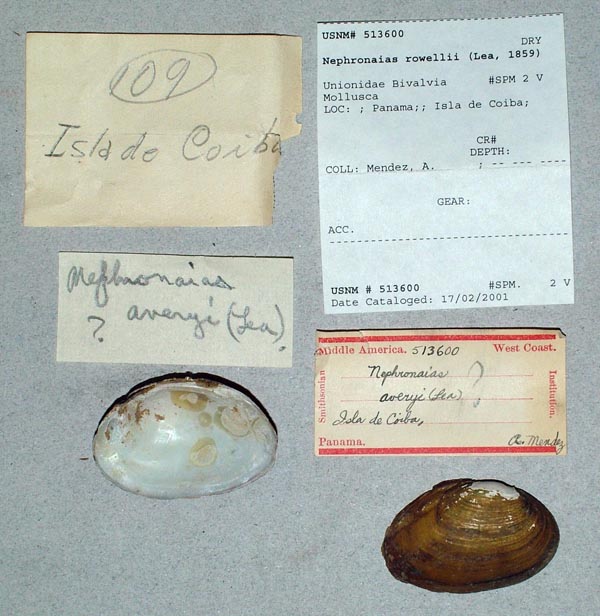 109
Isla de Coiba
USNM# 513600
DRY
Nephronaias rowellii (Lea, 1859)
Unionidae Bivalvia #SPM 2 V
Mollusca
LOC: ; Panama;; Isla de Coiba;
CR#
DEPTH:
COLL: Mendez, A. ; -- --- ----
GEAR:
ACC.
USNM # 513600 #SPM. 2 V
Date Cataloged: 17/02/2001
Nephronaias
? averyi (Lea).
Middle America. 513600 West Coast.
Smithsonian
Nephronaias
averyi (Lea) ?
Isla de Coiba,
Institution.
Panama. A. Mendez